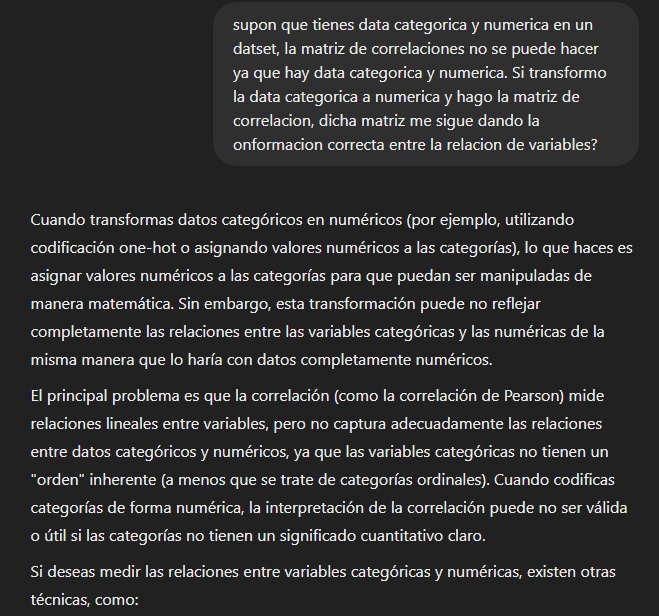 supon que tienes data categorica y numerica en un
datset, la matriz de correlaciones no se puede hacer
ya que hay data categorica y numerica. Si transformo
la data categorica a numerica y hago la matriz de
correlacion, dicha matriz me sigue dando la
onformacion correcta entre la relacion de variables?
Cuando transformas datos categóricos en numéricos (por ejemplo, utilizando
codificación one-hot o asignando valores numéricos a las categorías), lo que haces es
asignar valores numéricos a las categorías para que puedan ser manipuladas de
manera matemática. Sin embargo, esta transformación puede no reflejar
completamente las relaciones entre las variables categóricas y las numéricas de la
misma manera que lo haría con datos completamente numéricos.
El principal problema es que la correlación (como la correlación de Pearson) mide
relaciones lineales entre variables, pero no captura adecuadamente las relaciones
entre datos categóricos y numéricos, ya que las variables categóricas no tienen un
"orden" inherente (a menos que se trate de categorías ordinales). Cuando codificas
categorías de forma numérica, la interpretación de la correlación puede no ser válida
o útil si las categorías no tienen un significado cuantitativo claro.
Si deseas medir las relaciones entre variables categóricas y numéricas, existen otras
técnicas, como: